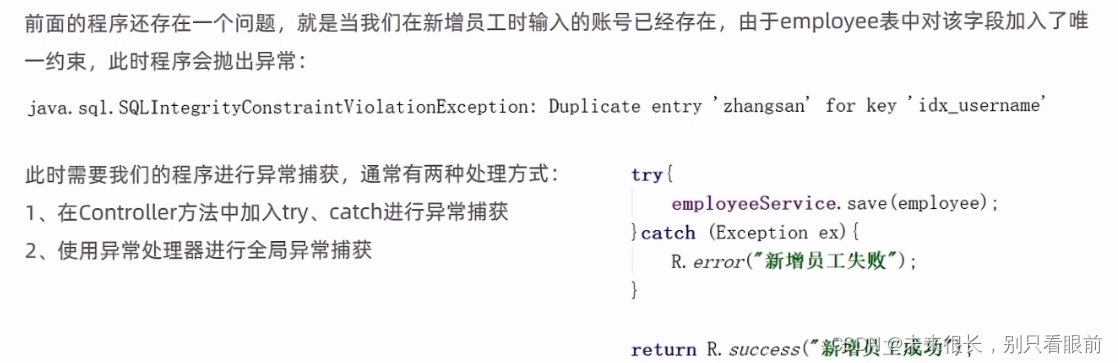 前面的程序还存在一个问题，就是当我们在新增员工时输入的账号已经存在，由于employee表中对该字段加入了唯
一约束，此时程序会抛出异常：
java.sql.SQLIntegrityConstraintViolationException: Duplicate entry 'zhangsan' for key 'idx_username'
此时需要我们的程序进行异常捕获，通常有两种处理方式：
1、在Controller方法中加入try、catch进行异常捕获
2、使用异常处理器进行全局异常捕获
try{
employeeService.save(employee);
}catch (Exception ex){
R.error("新增员工失败");
}
return R.success("新增员工成功");
CSDN @未来很长，别只看眼前